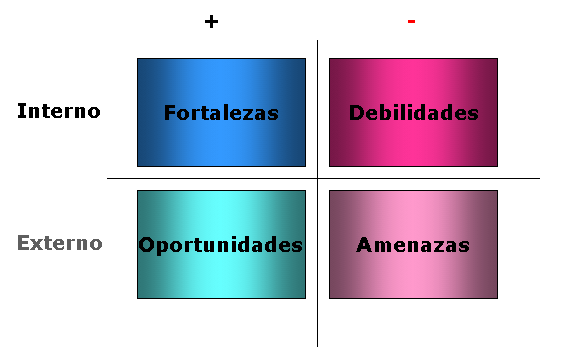 + -
Interno Fortalezas Debilidades
Externo Oportunidades Amenazas